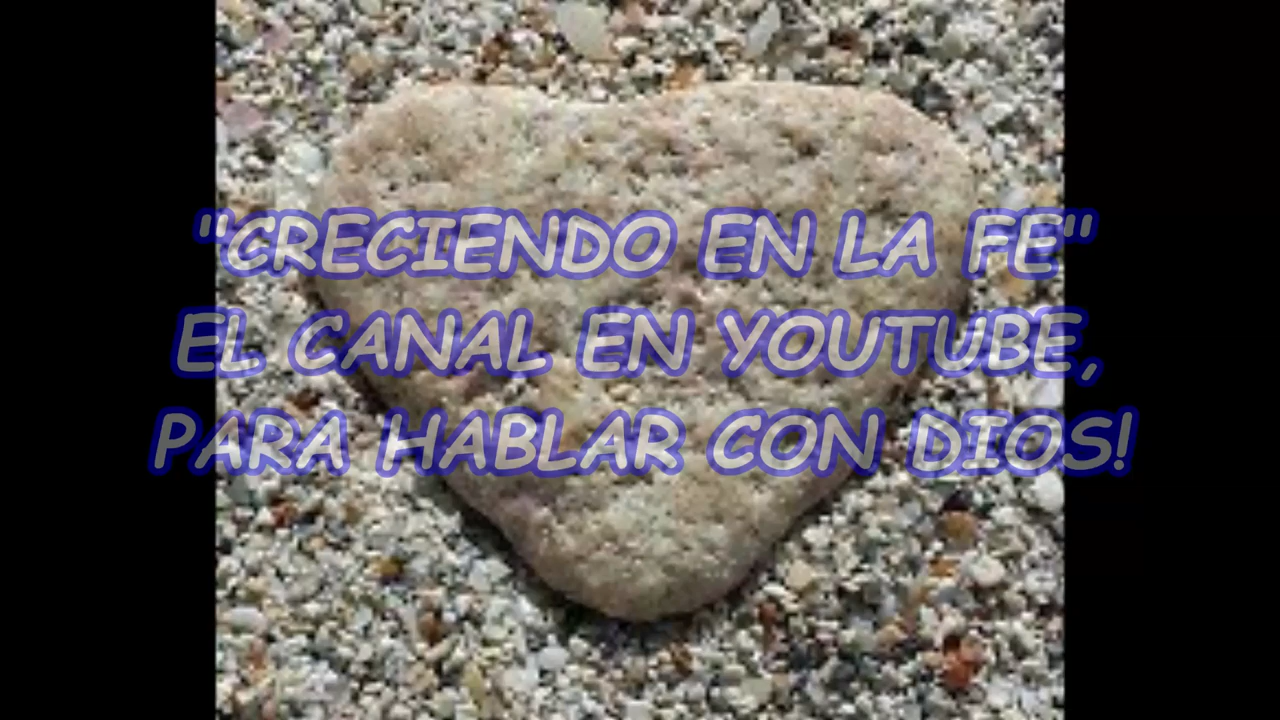 "CRECIENDO EN LA FE"
EL CANAL EN YOUTUBE,
PARA HABLAR CON DIOS!